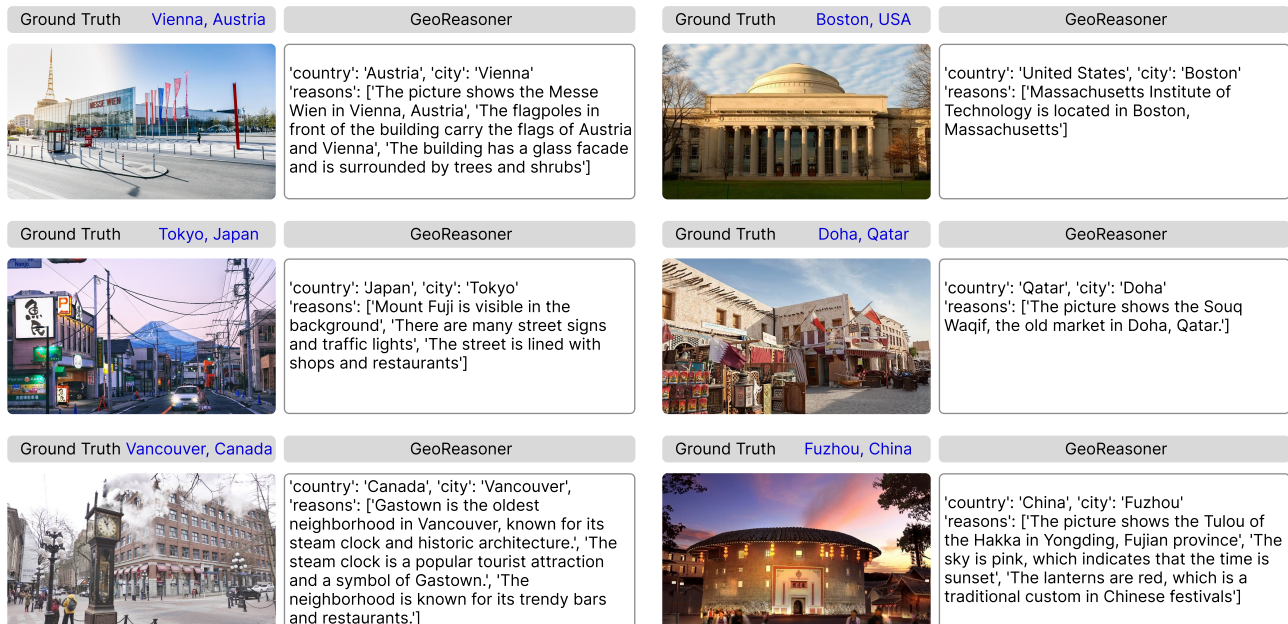 Ground Truth Vienna, Austria
GeoReasoner
MESSE WIEN
'country': 'Austria', 'city': 'Vienna'
'reasons': ['The picture shows the Messe
Wien in Vienna, Austria', 'The flagpoles in
front of the building carry the flags of Austria
and Vienna', 'The building has a glass facade
and is surrounded by trees and shrubs']
Ground Truth Boston, USA
GeoReasoner
'country': 'United States', 'city': 'Boston'
'reasons': ['Massachusetts Institute of
Technology is located in Boston,
Massachusetts']
Ground Truth Tokyo, Japan
GeoReasoner
P
'country': 'Japan', 'city': 'Tokyo'
'reasons': ['Mount Fuji is visible in the
background', 'There are many street signs
and traffic lights', 'The street is lined with
shops and restaurants']
Ground Truth Doha, Qatar
GeoReasoner
'country': 'Qatar', 'city': 'Doha'
'reasons': ['The picture shows the Souq
Waqif, the old market in Doha, Qatar.']
Ground Truth Vancouver, Canada
GeoReasoner
'country': 'Canada', 'city': 'Vancouver',
'reasons': ['Gastown is the oldest
neighborhood in Vancouver, known for its
steam clock and historic architecture.', 'The
steam clock is a popular tourist attraction
and a symbol of Gastown.', 'The
neighborhood is known for its trendy bars
and restaurants.']
Ground Truth Fuzhou, China
GeoReasoner
'country': 'China', 'city': 'Fuzhou'
'reasons': ['The picture shows the Tulou of
the Hakka in Yongding, Fujian province', 'The
sky is pink, which indicates that the time is
sunset', 'The lanterns are red, which is a
traditional custom in Chinese festivals']